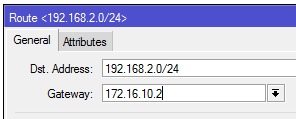 Route <192.168.2.0/24>
General Attributes
Dst. Address: 192.168.2.0/24
Gateway: 172.16.10.2